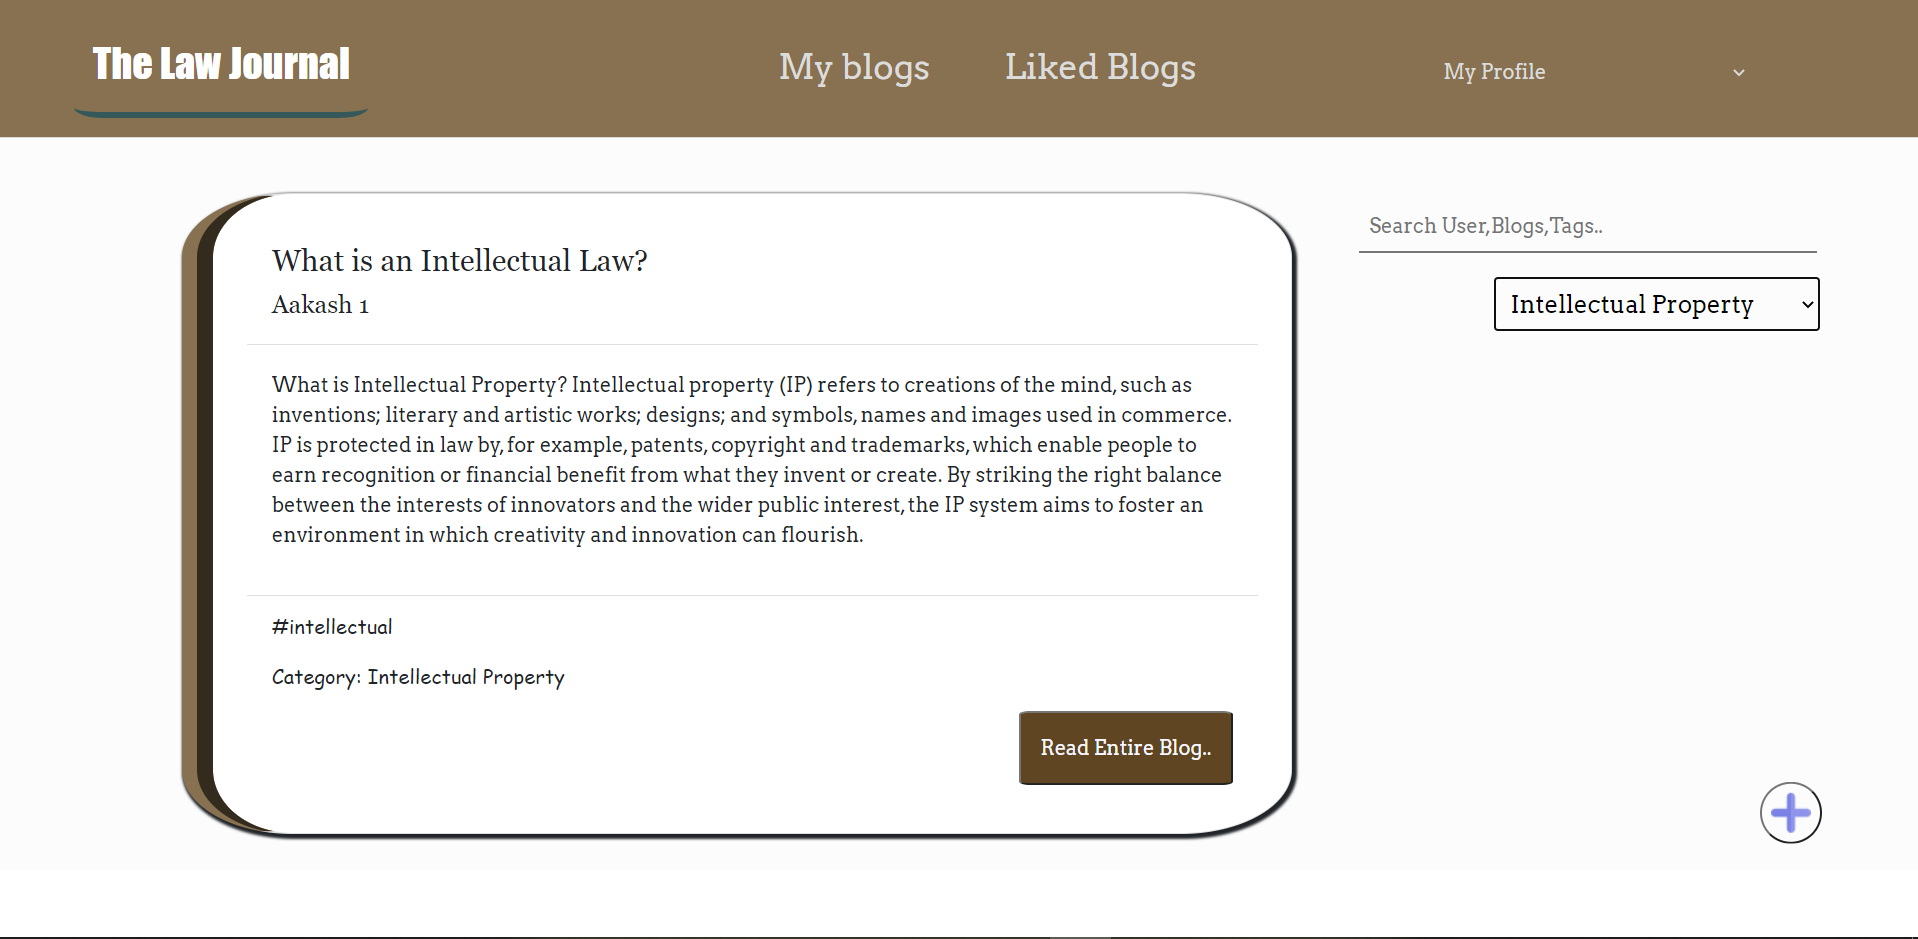 The Law Journal
My blogs
Liked Blogs
My Profile
What is an Intellectual Law?
Aakash 1
What is Intellectual Property? Intellectual property (IP) refers to creations of the mind, such as
inventions; literary and artistic works; designs; and symbols, names and images used in commerce.
IP is protected in law by, for example, patents, copyright and trademarks, which enable people to
earn recognition or financial benefit from what they invent or create. By striking the right balance
between the interests of innovators and the wider public interest, the IP system aims to foster an
environment in which creativity and innovation can flourish.
#intellectual
Category: Intellectual Property
Read Entire Blog..
Search User,Blogs,Tags..
Intellectual Property